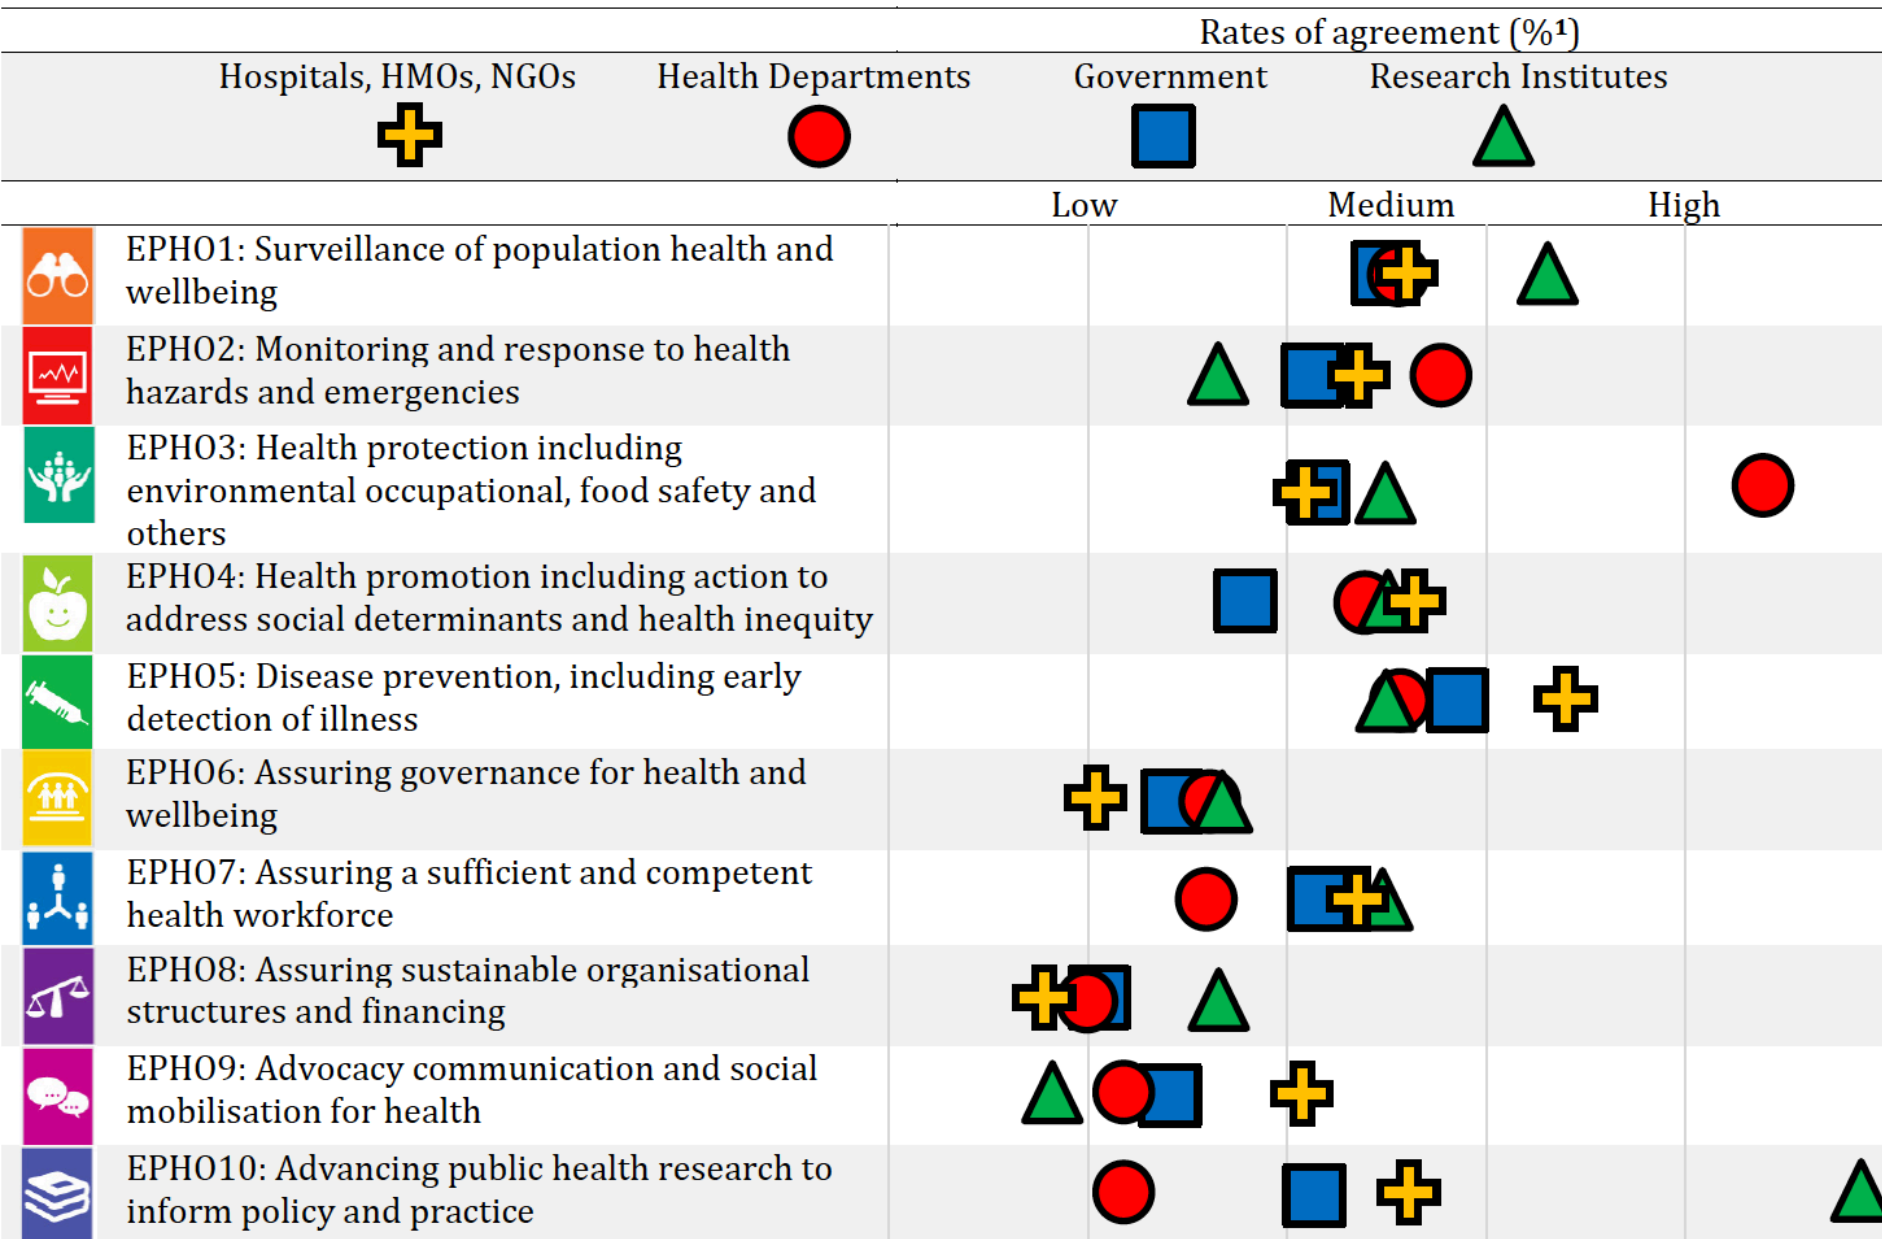 Rates of agreement (%¹)
Hospitals, HMOs, NGOs Health Departments Government Research Institutes
Low Medium High
EPHO1: Surveillance of population health and
wellbeing
EPHO2: Monitoring and response to health
hazards and emergencies
EPHO3: Health protection including
environmental occupational, food safety and
others
EPHO4: Health promotion including action to
address social determinants and health inequity
EPHO5: Disease prevention, including early
detection of illness
EPHO6: Assuring governance for health and
wellbeing
EPHO7: Assuring a sufficient and competent
health workforce
EPHO8: Assuring sustainable organisational
structures and financing
EPHO9: Advocacy communication and social
mobilisation for health
EPHO10: Advancing public health research to
inform policy and practice